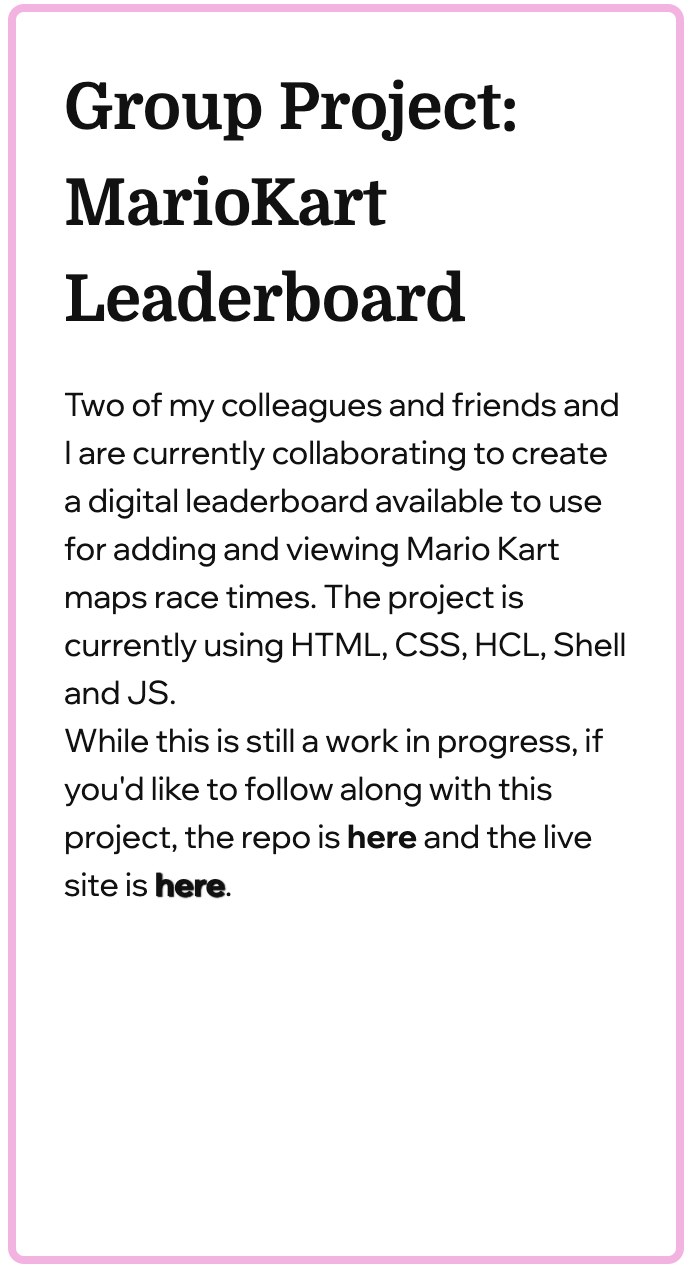 Group Project:
MarioKart
Leaderboard
Two of my colleagues and friends and
I are currently collaborating to create
a digital leaderboard available to use
for adding and viewing Mario Kart
maps race times. The project is
currently using HTML, CSS, HCL, Shell
and JS.
While this is still a work in progress, if
you'd like to follow along with this
project, the repo is here and the live
site is here.